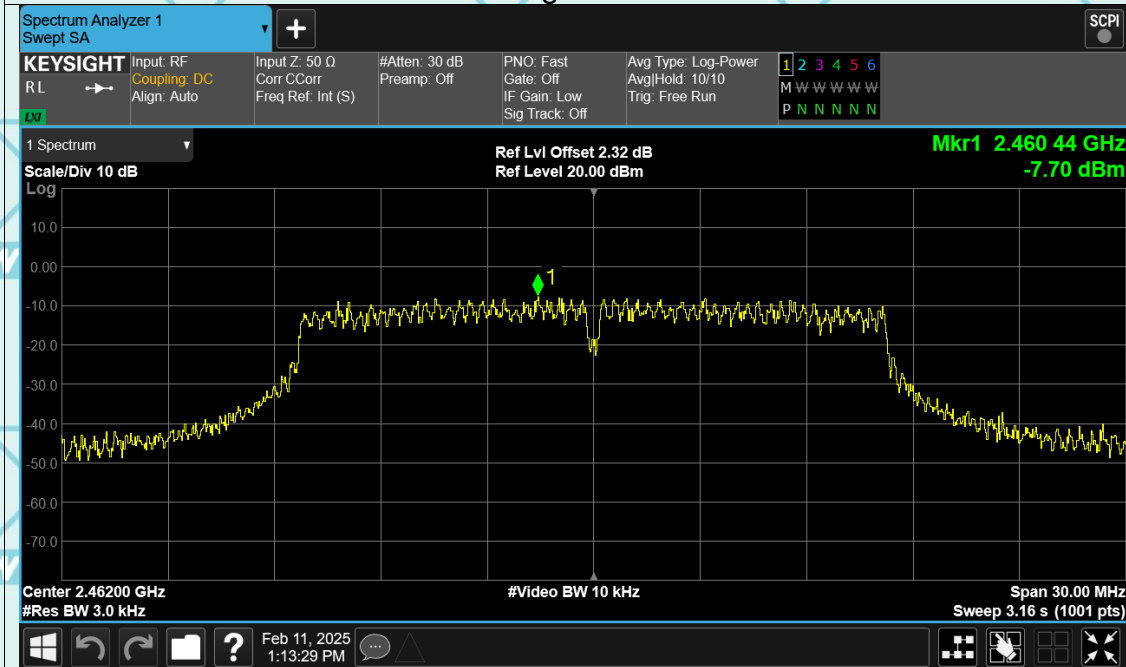 Spectrum Analyzer 1
Swept SA
+
SCPI
KEYSIGHT
R L
LXI
Input: RF
Coupling: DC
Align: Auto
Input Z: 50 Ω
Corr CCorr
Freq Ref: Int (S)
#Atten: 30 dB
Preamp: Off
PNO: Fast
Gate: Off
IF Gain: Low
Sig Track: Off
Avg Type: Log-Power
Avg|Hold: 10/10
Trig: Free Run
1 2 3 4 5 6
M W W W W W
P N N N N N
1 Spectrum
Scale/Div 10 dB
Ref Lvl Offset 2.32 dB
Ref Level 20.00 dBm
Mkr1 2.460 44 GHz
-7.70 dBm
Log
10.0
0.00
-10.0
-20.0
-30.0
-40.0
-50.0
-60.0
-70.0
1
Center 2.46200 GHz
#Res BW 3.0 kHz
#Video BW 10 kHz
Span 30.00 MHz
Sweep 3.16 s (1001 pts)
?
Feb 11, 2025
1:13:29 PM